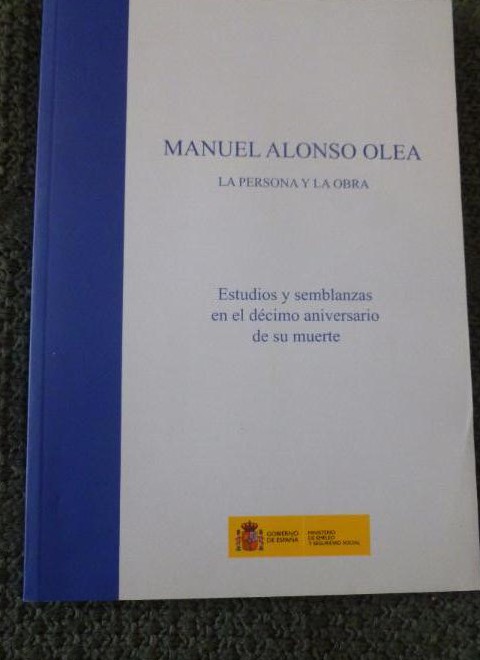 MANUEL ALONSO OLEA
LA PERSONA Y LA OBRA
Estudios y semblanzas
en el décimo aniversario
de su muerte
GOBIERNO
DE ESPAÑA
MINISTERIO
DE EMPLEO
Y SEGURIDAD SOCIAL